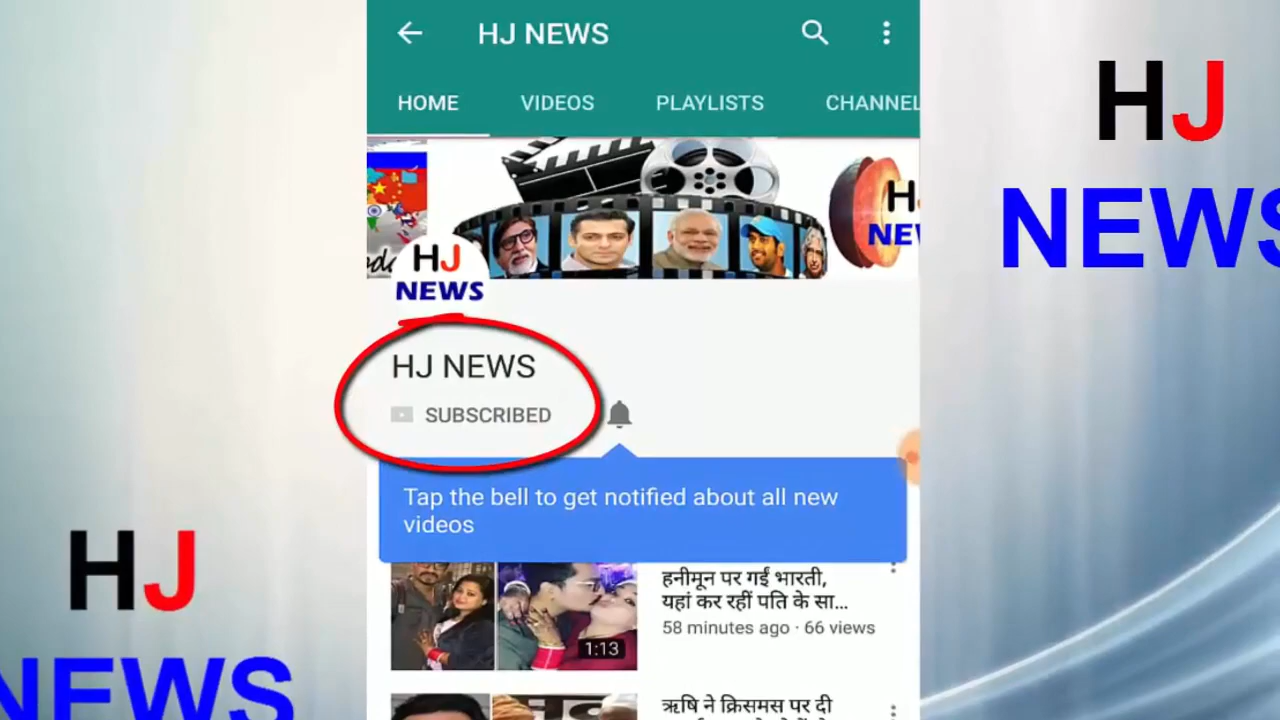 HJ NEWS
HOME VIDEOS PLAYLISTS CHANNEL
HJ
NEWS
HJ
NEWS
HJ NEWS
SUBSCRIBED
Tap the bell to get notified about all new
videos
हनीमून पर गईं भारती,
यहां कर रहीं पति के सा...
58 minutes ago · 66 views
1:13
ऋषि ने क्रिसमस पर दी
HJ
NEWS